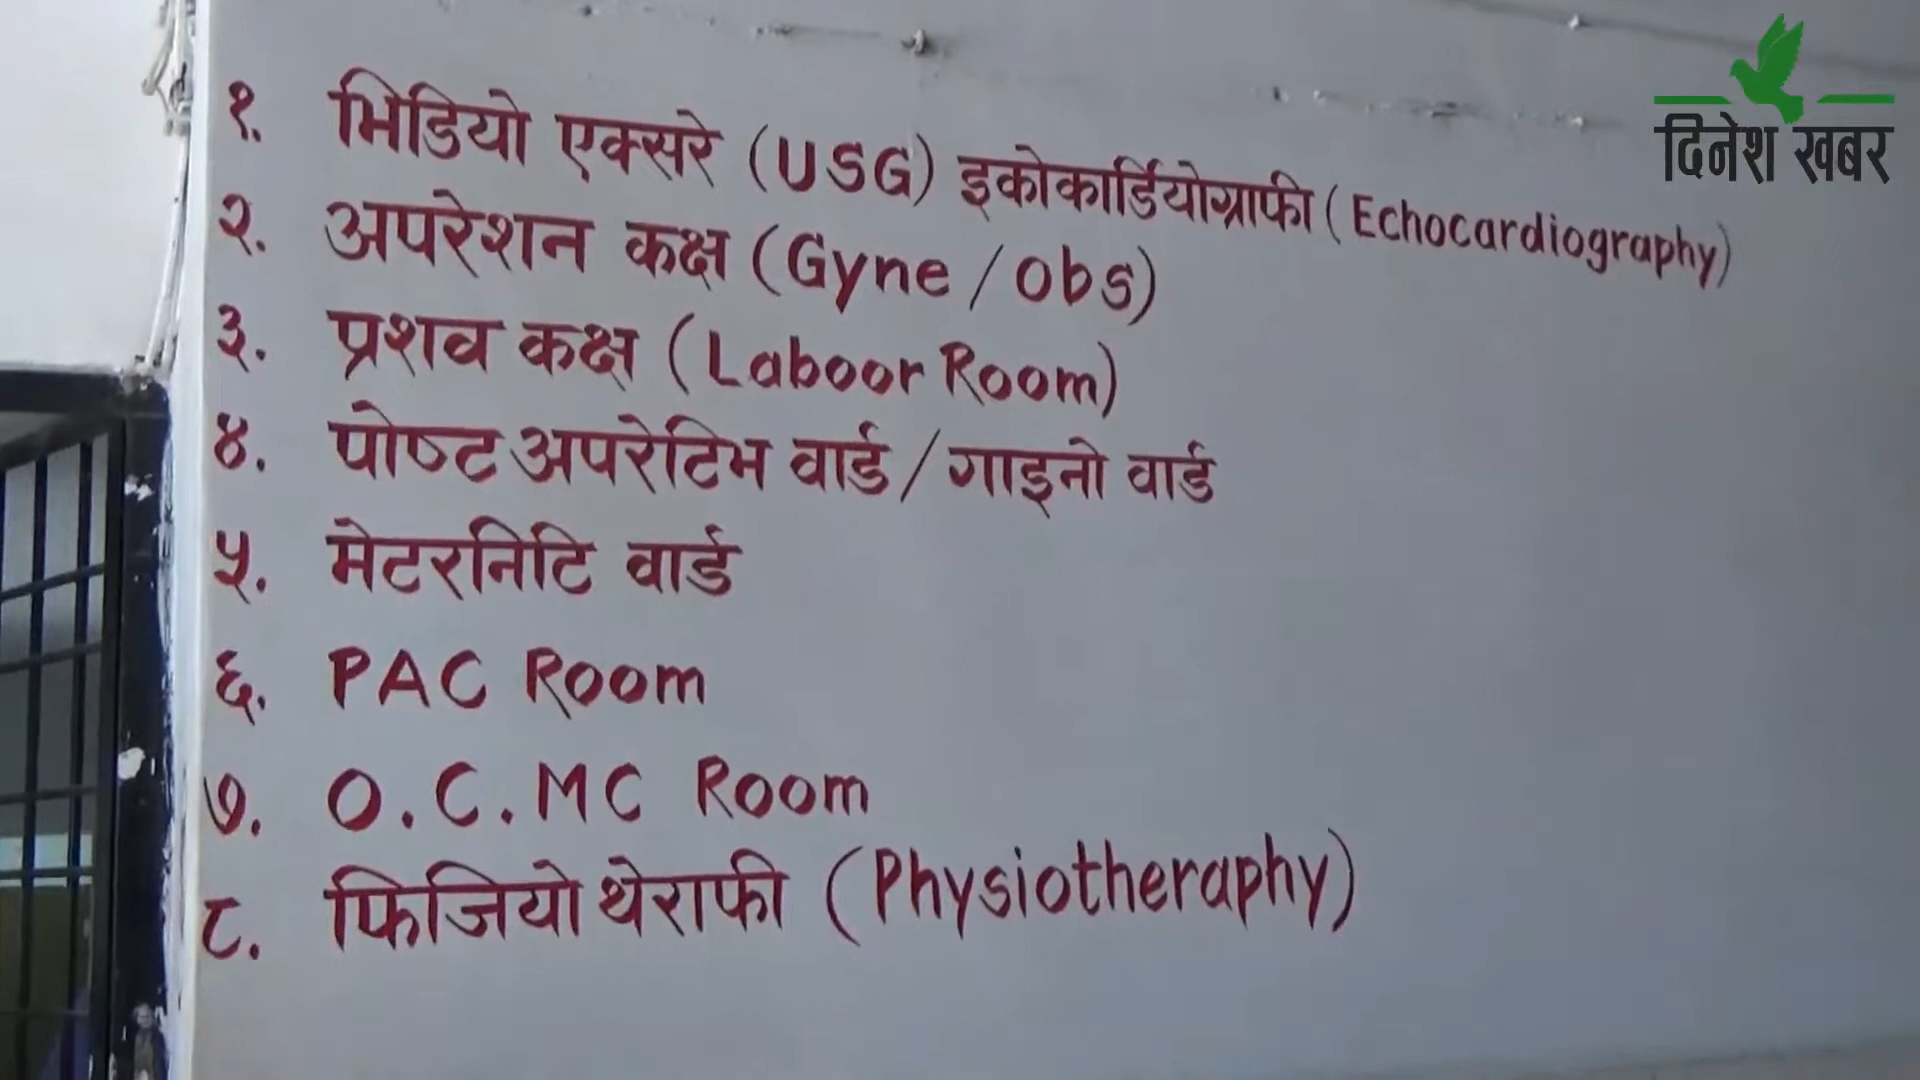 १. भिडियो एक्सरे (USG) इकोकार्डियोग्राफी (Echocardiography)
२. अपरेशन कक्ष (Gyne / Obs)
३. प्रशव कक्ष (Laboor Room)
४. पोष्ट अपरेटिभ वार्ड / गाइनो वार्ड
५. मेटरनिटि वार्ड
६. PAC Room
७. O.C.MC Room
८. फिजियो थेराफी (Physiotheraphy)
दिनेश खबर